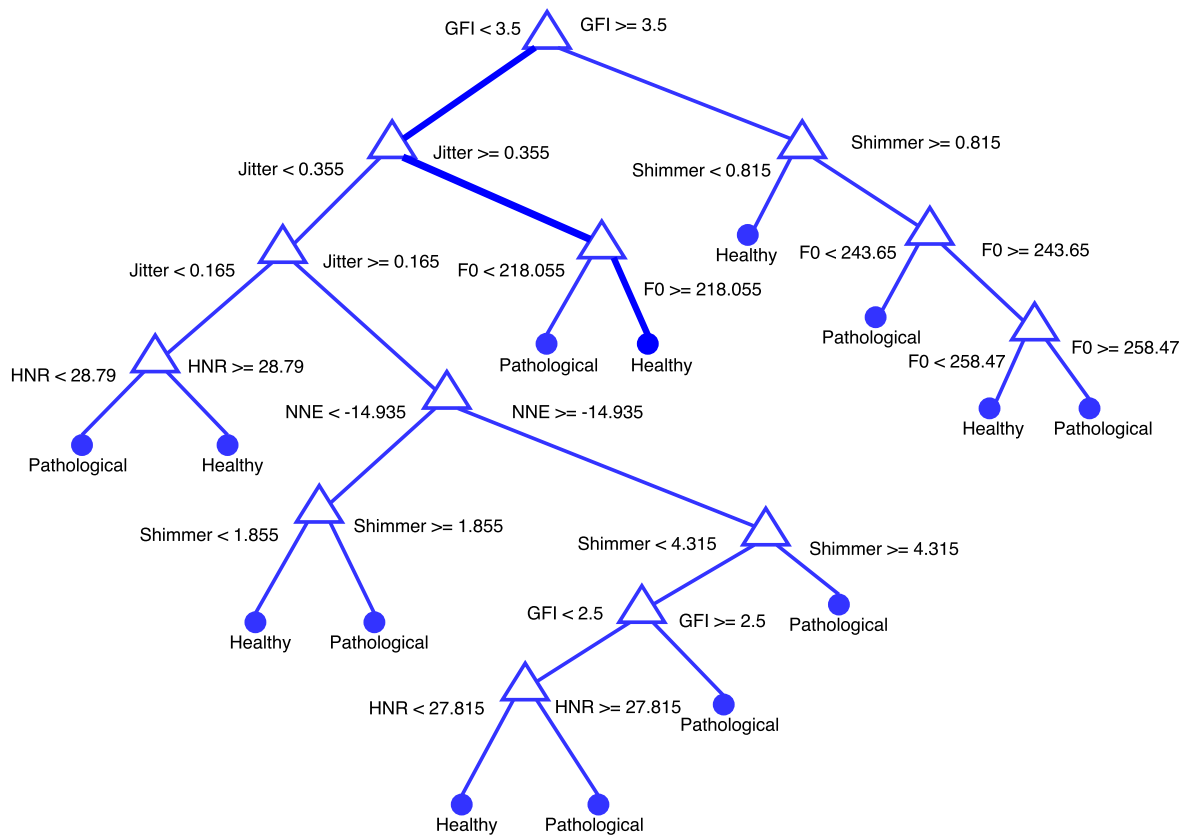 GFI < 3.5
GFI >= 3.5
Jitter < 0.355
Jitter >= 0.355
Shimmer < 0.815
Shimmer >= 0.815
Jitter < 0.165
Jitter >= 0.165
F0 < 218.055
F0 >= 218.055
Healthy
F0 < 243.65
F0 >= 243.65
HNR < 28.79
HNR >= 28.79
Pathological
Healthy
Pathological
F0 < 258.47
F0 >= 258.47
NNE < -14.935
NNE >= -14.935
Healthy
Pathological
Pathological
Healthy
Shimmer < 1.855
Shimmer >= 1.855
Shimmer < 4.315
Shimmer >= 4.315
Healthy
Pathological
GFI < 2.5
GFI >= 2.5
Pathological
HNR < 27.815
HNR >= 27.815
Pathological
Healthy
Pathological